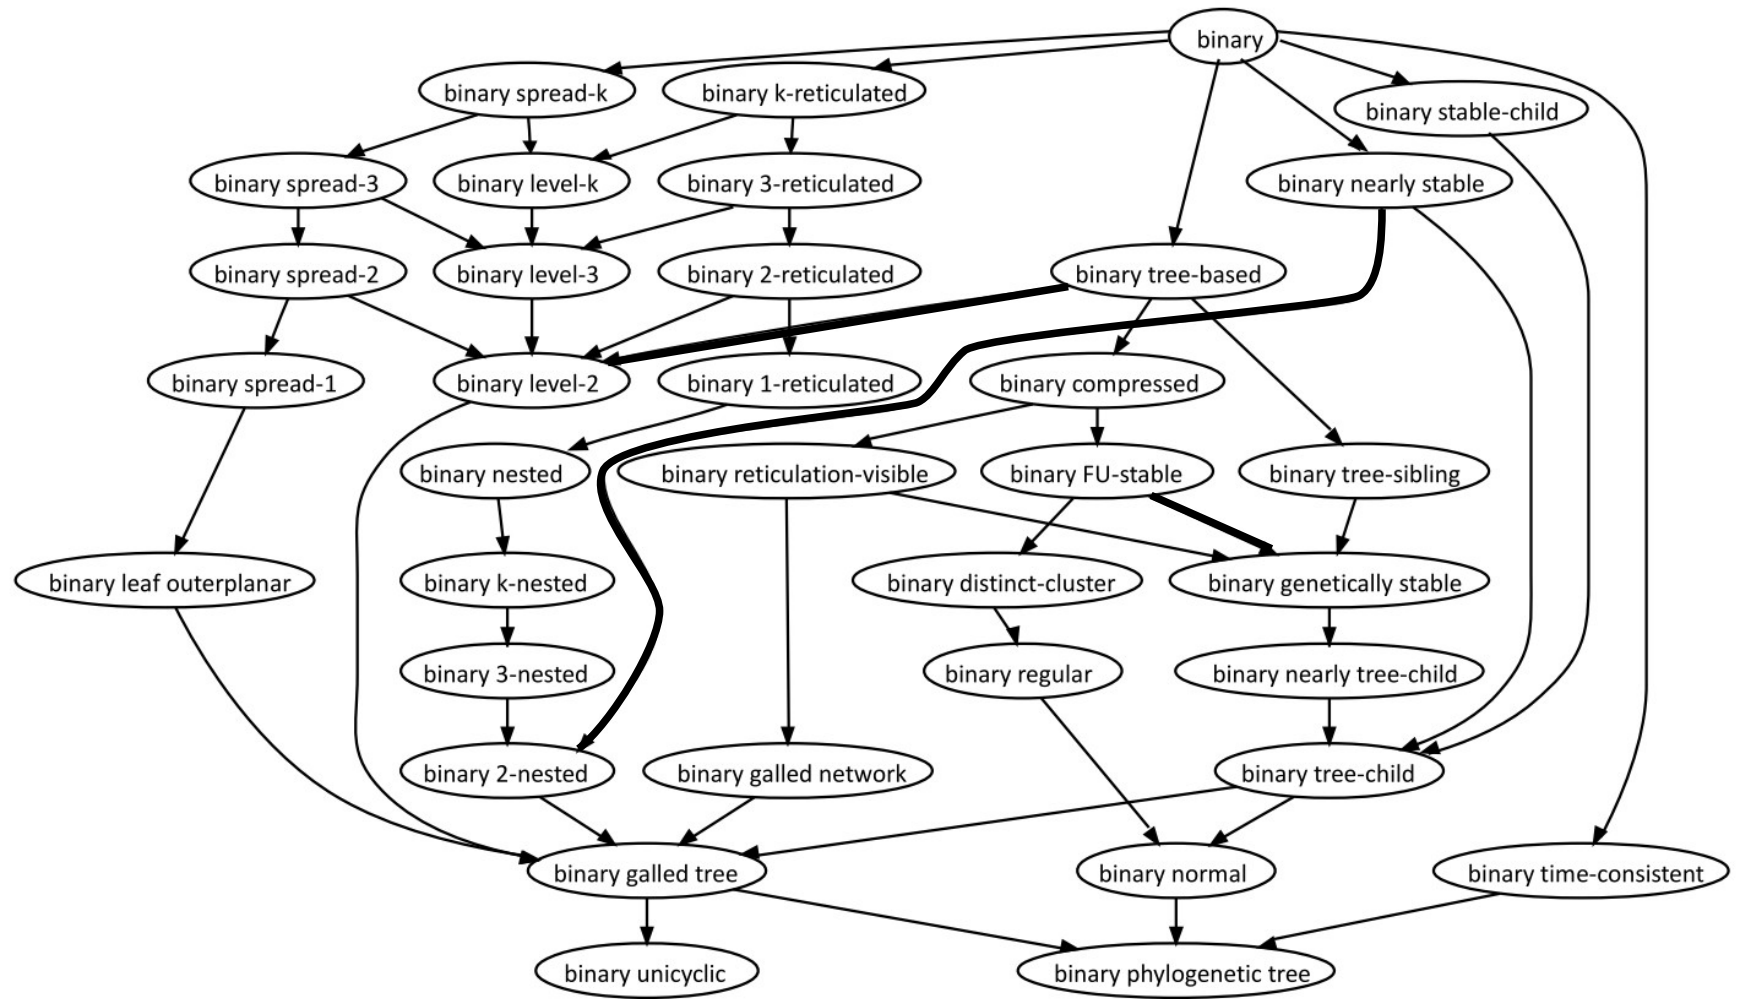 binary
binary spread-k
binary k-reticulated
binary stable-child
binary spread-3
binary level-k
binary 3-reticulated
binary nearly stable
binary spread-2
binary level-3
binary 2-reticulated
binary tree-based
binary spread-1
binary level-2
binary 1-reticulated
binary compressed
binary nested
binary reticulation-visible
binary FU-stable
binary tree-sibling
binary leaf outerplanar
binary k-nested
binary distinct-cluster
binary genetically stable
binary 3-nested
binary regular
binary nearly tree-child
binary 2-nested
binary galled network
binary tree-child
binary galled tree
binary normal
binary time-consistent
binary unicyclic
binary phylogenetic tree